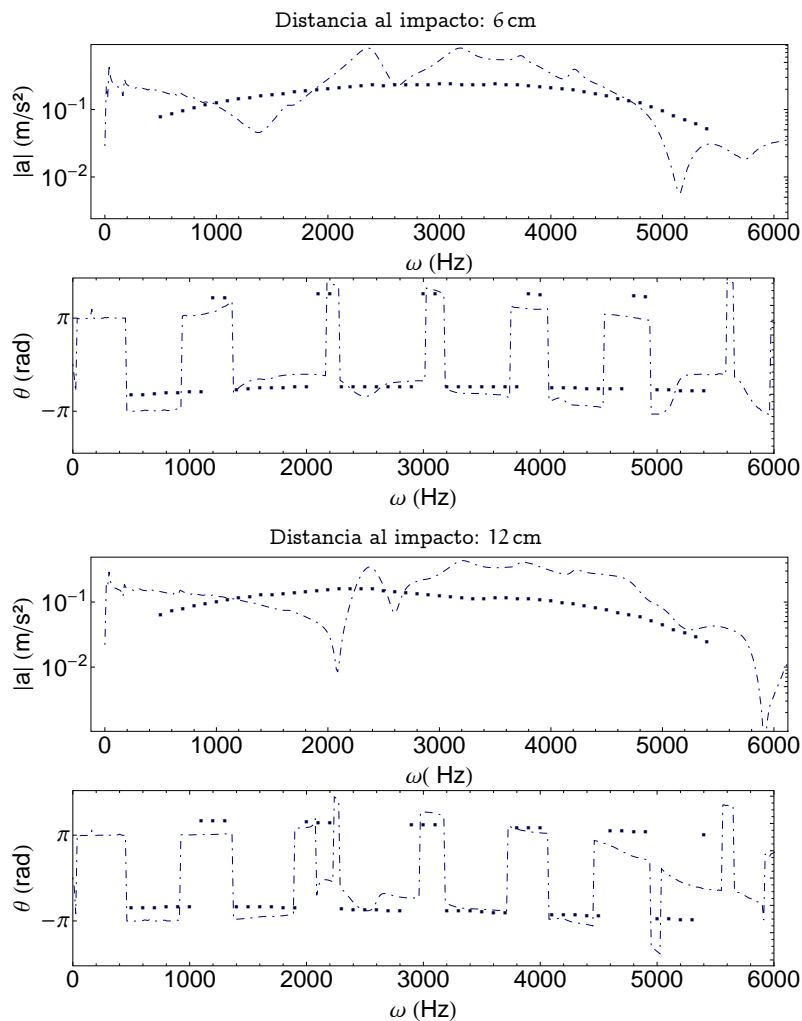 Distancia al impacto: 6 cm
|a| (m/s²)
10⁻¹
10⁻²
0 1000 2000 3000 4000 5000 6000
ω (Hz)
θ (rad)
π
−π
0 1000 2000 3000 4000 5000 6000
ω (Hz)
Distancia al impacto: 12 cm
|a| (m/s²)
10⁻¹
10⁻²
0 1000 2000 3000 4000 5000 6000
ω( Hz)
θ (rad)
π
−π
0 1000 2000 3000 4000 5000 6000
ω (Hz)